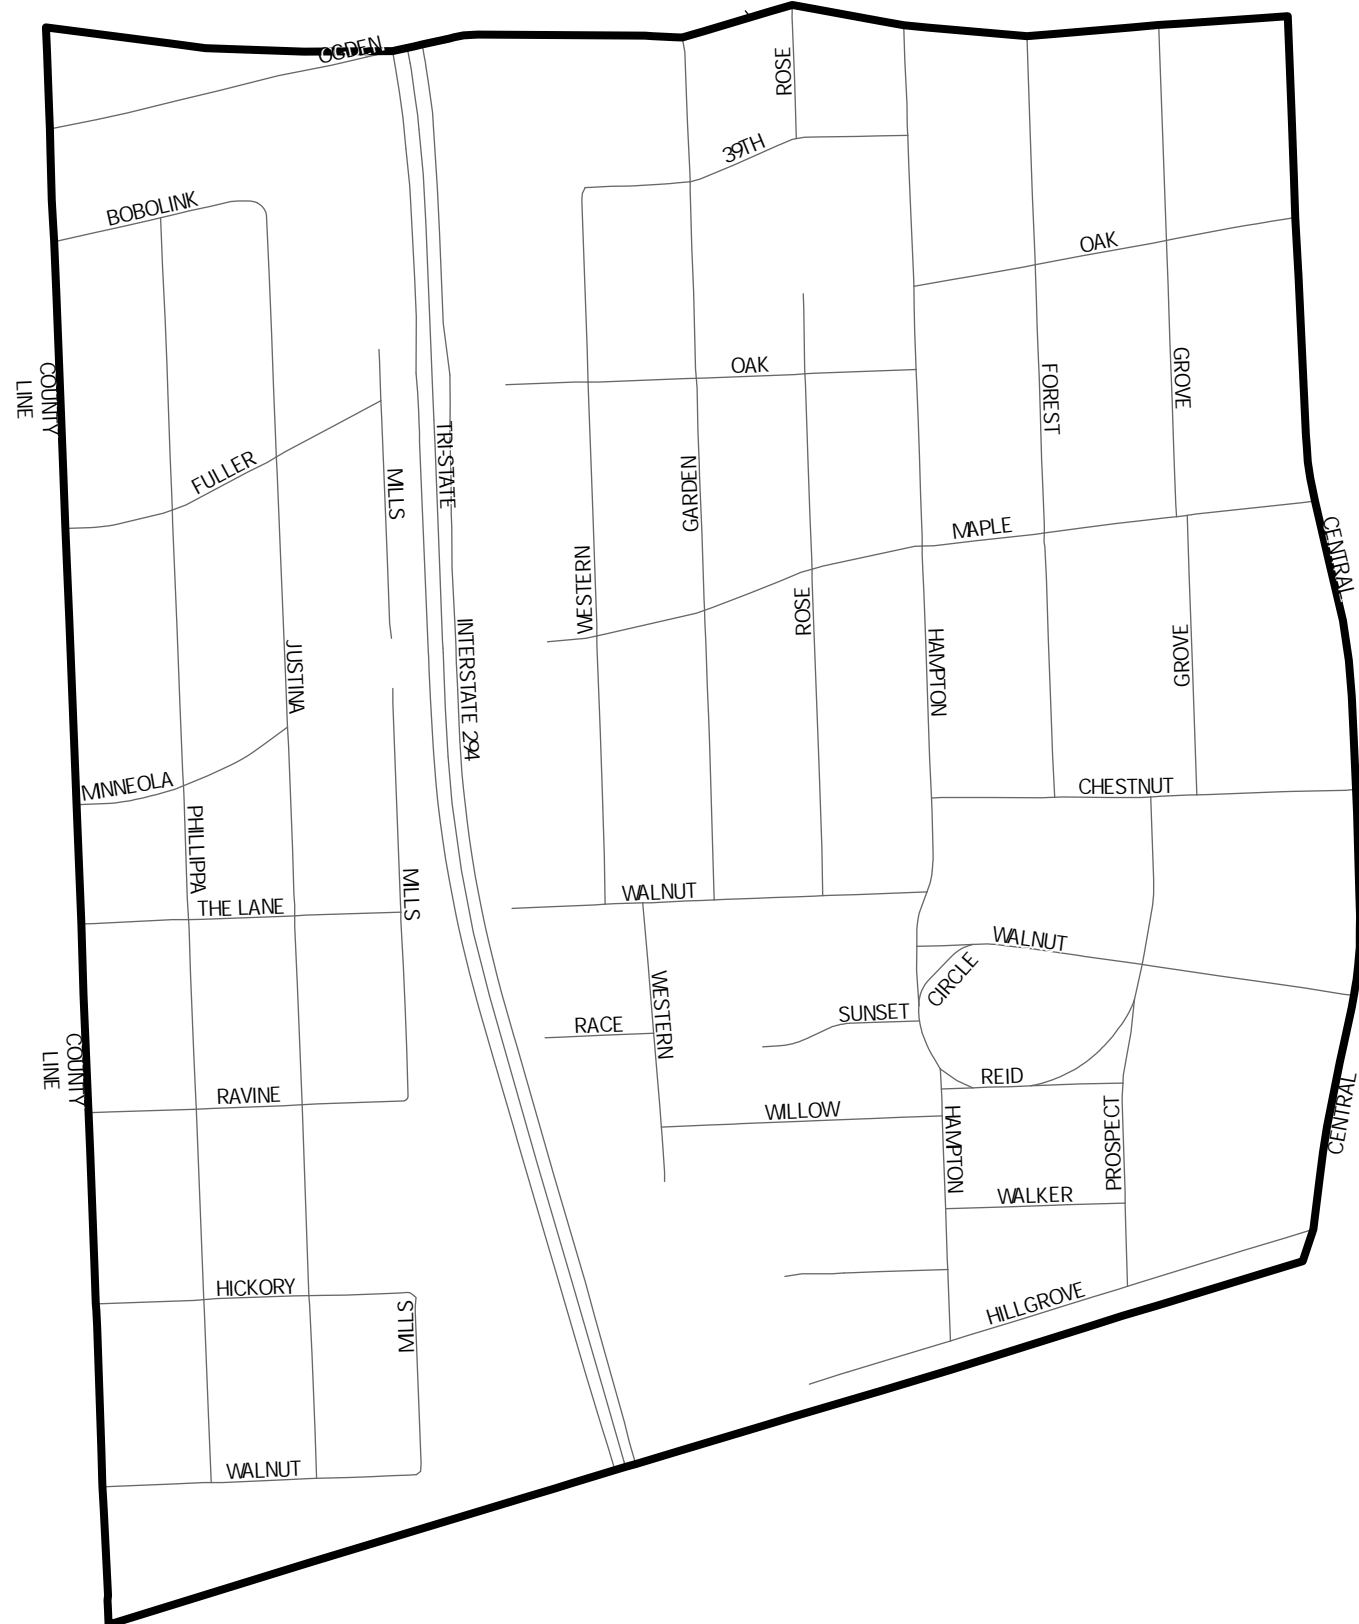 OGDEN
ROSE
39TH
BOBOLINK
OAK
COUNTY
LINE
FULLER
MILLS
TRI-STATE
OAK
GARDEN
FOREST
GROVE
MAPLE
CENTRAL
WESTERN
ROSE
HAMPTON
GROVE
JUSTINA
INTERSTATE 294
MINNEOLA
CHESTNUT
PHILLIPPA
MILLS
THE LANE
WALNUT
WALNUT
CIRCLE
WESTERN
SUNSET
RACE
COUNTY
LINE
RAVINE
REID
WILLOW
HAMPTON
PROSPECT
CENTRAL
WALKER
HICKORY
MILLS
HILLGROVE
WALNUT